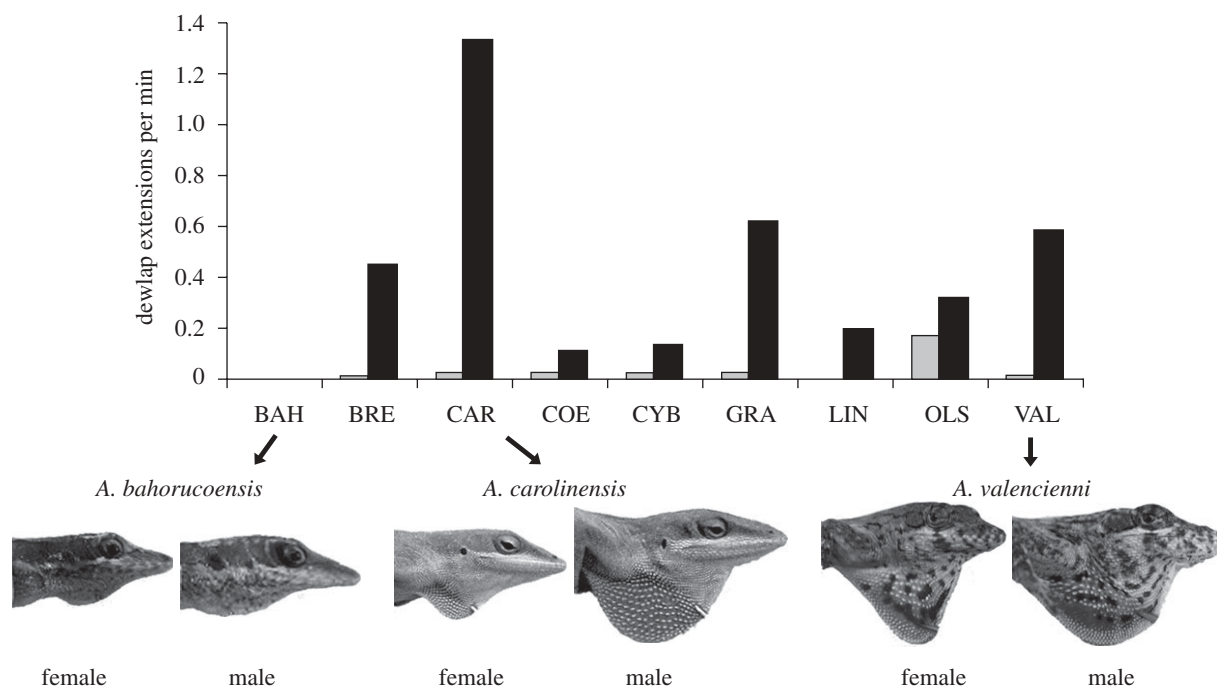 1.4
1.2
1.0
0.8
0.6
0.4
0.2
0
dewlap extensions per min
BAH BRE CAR COE CYB GRA LIN OLS VAL
A. bahorucoensis A. carolinensis A. valencienni
female male female male female male